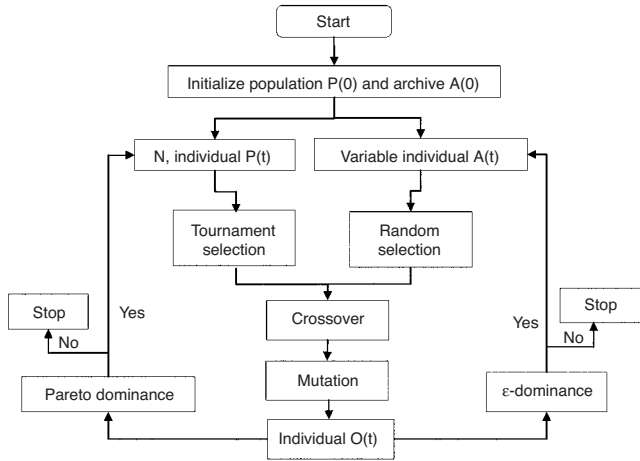 Start
Initialize population P(0) and archive A(0)
N, individual P(t)
Variable individual A(t)
Tournament
selection
Random
selection
Stop
Yes
No
Crossover
Yes
Stop
No
Mutation
Pareto dominance
ε-dominance
Individual O(t)